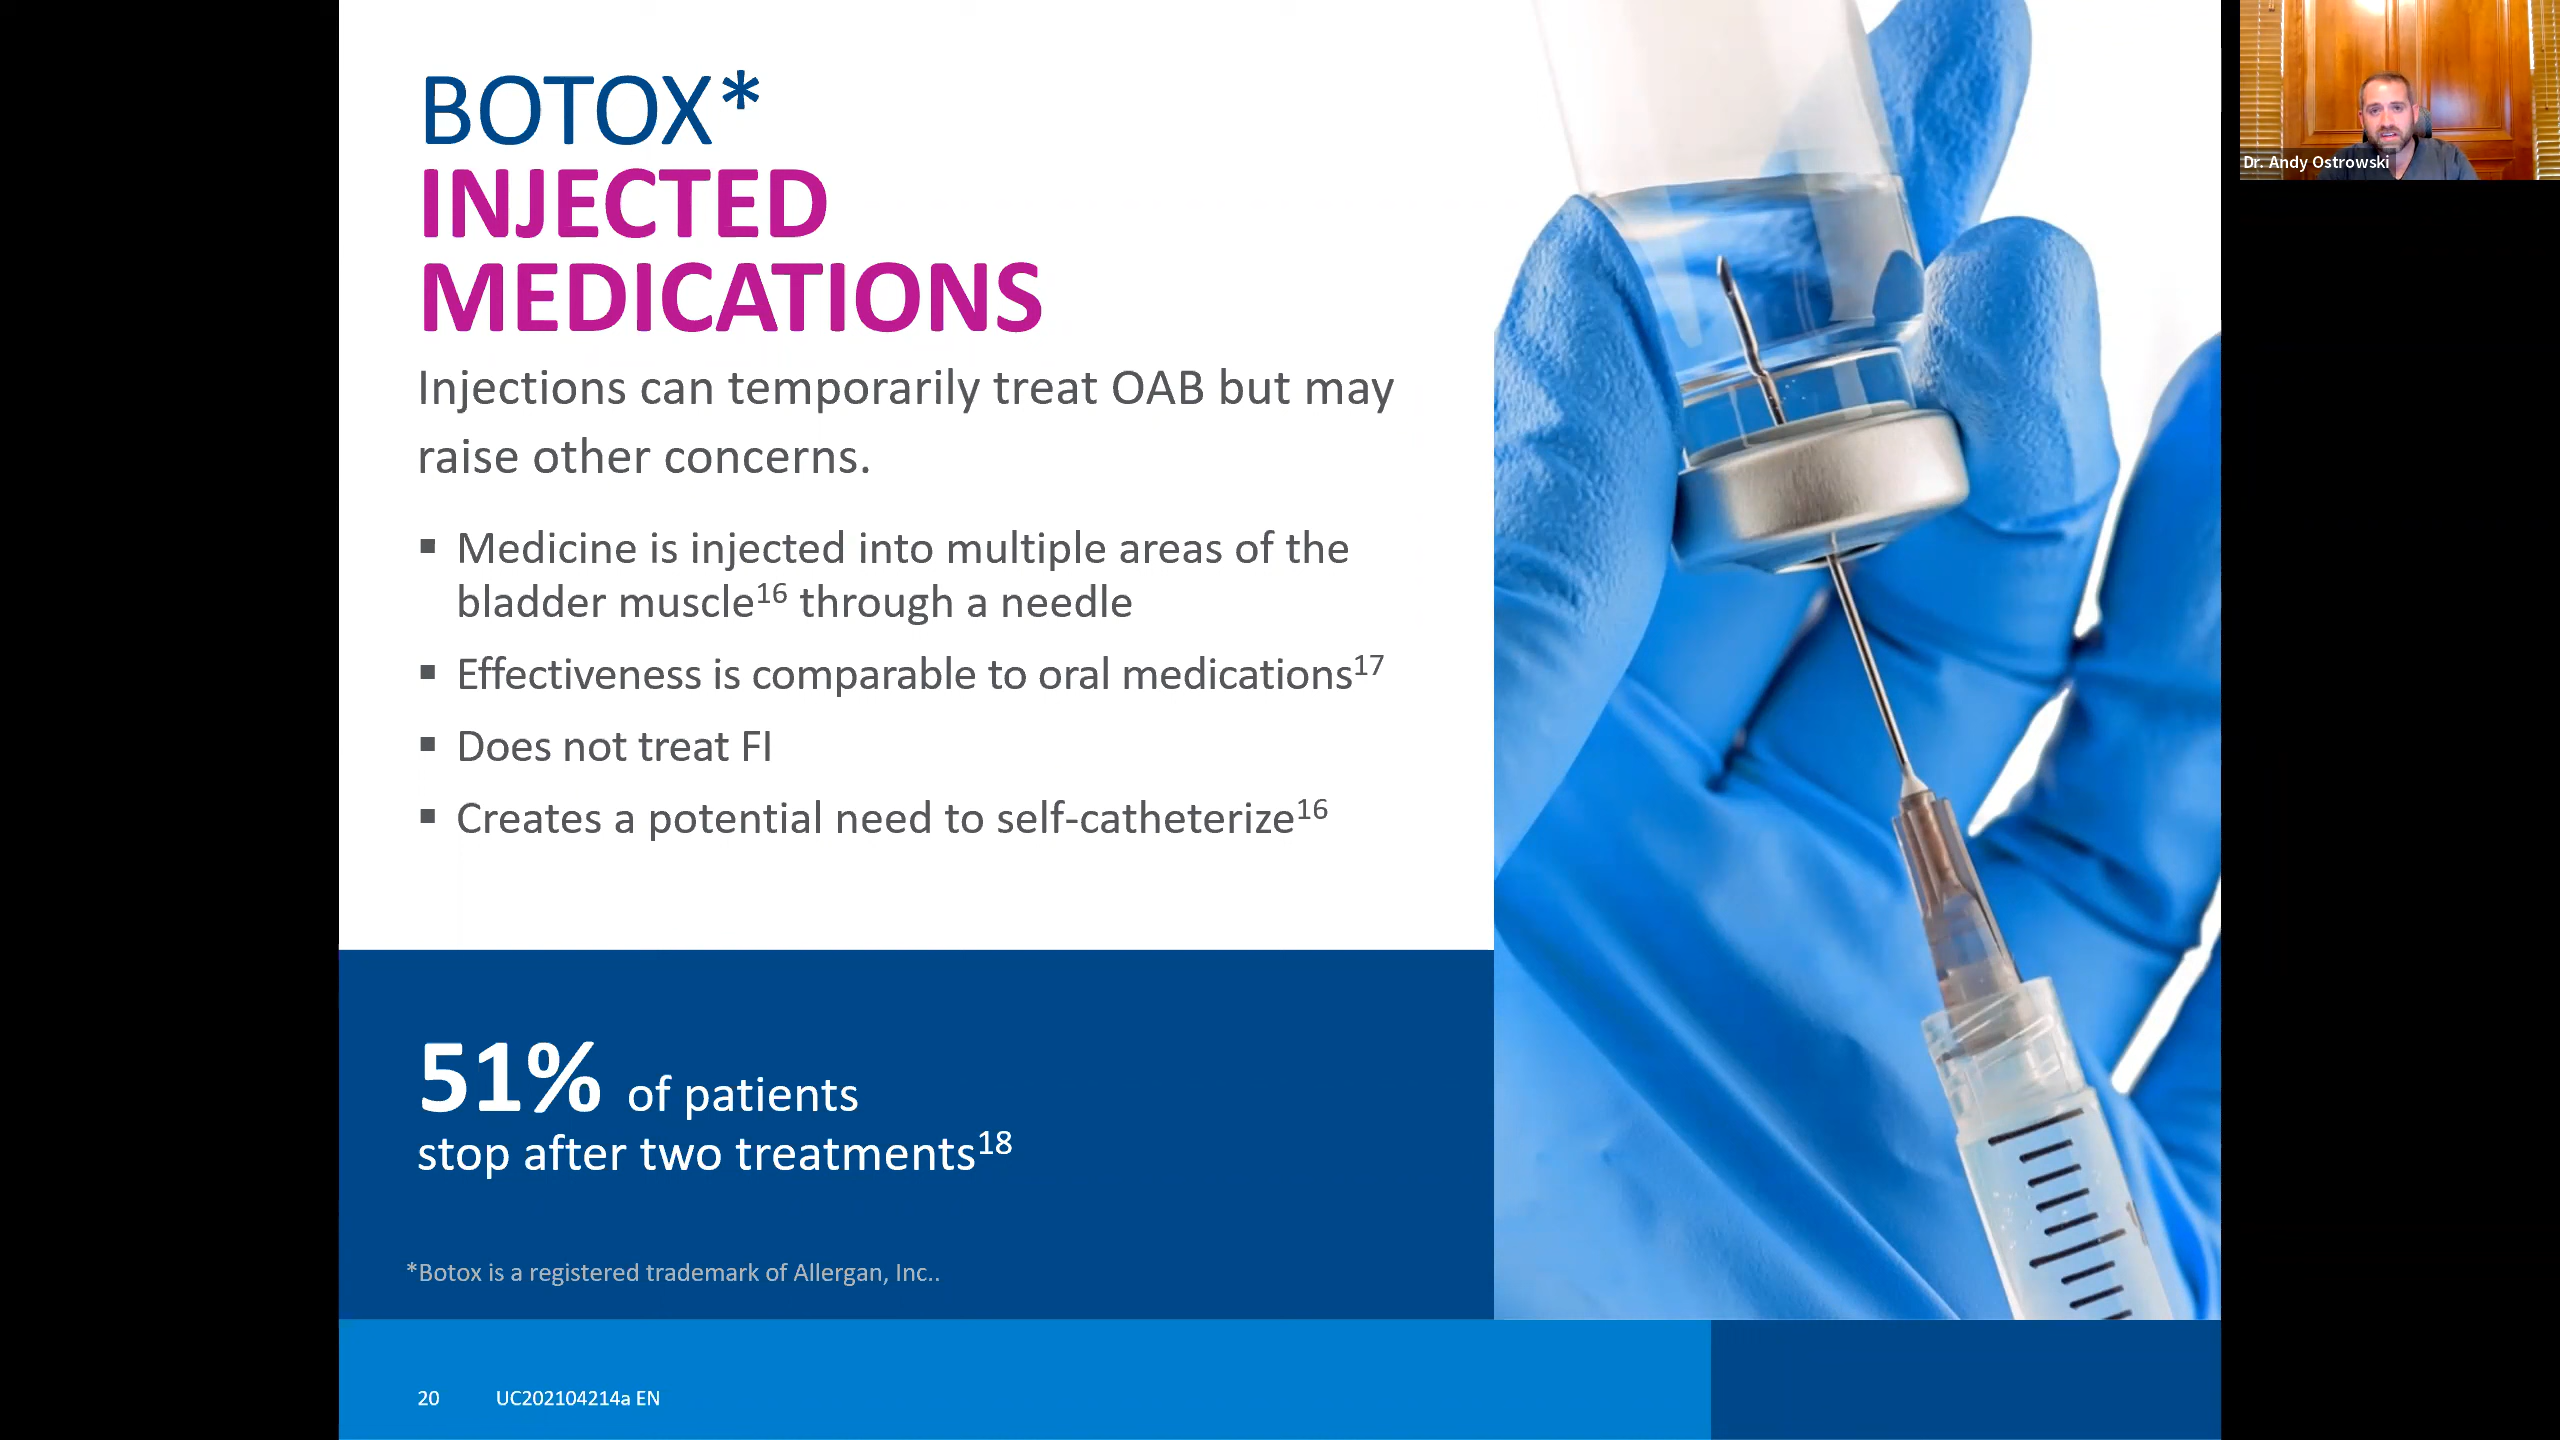 BOTOX*
INJECTED
MEDICATIONS
Injections can temporarily treat OAB but may
raise other concerns.
▪ Medicine is injected into multiple areas of the
bladder muscle16 through a needle
▪ Effectiveness is comparable to oral medications17
▪ Does not treat FI
▪ Creates a potential need to self-catheterize16
51% of patients
stop after two treatments18
*Botox is a registered trademark of Allergan, Inc..
20 UC202104214a EN
Dr. Andy Ostrowski